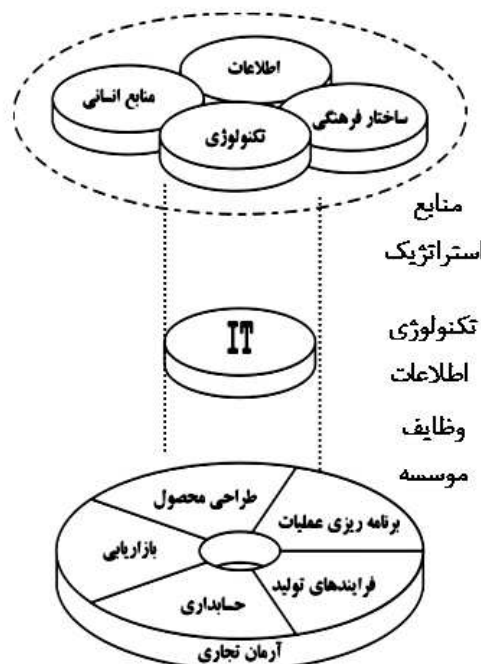 اطلاعات
منابع انسانی
ساختار فرهنگی
تکنولوژی
منابع
استراتژیک
IT
تکنولوژی
اطلاعات
وظایف
موسسه
طراحی محصول
برنامه ریزی عملیات
بازاریابی
فرایندهای تولید
حسابداری
آرمان تجاری